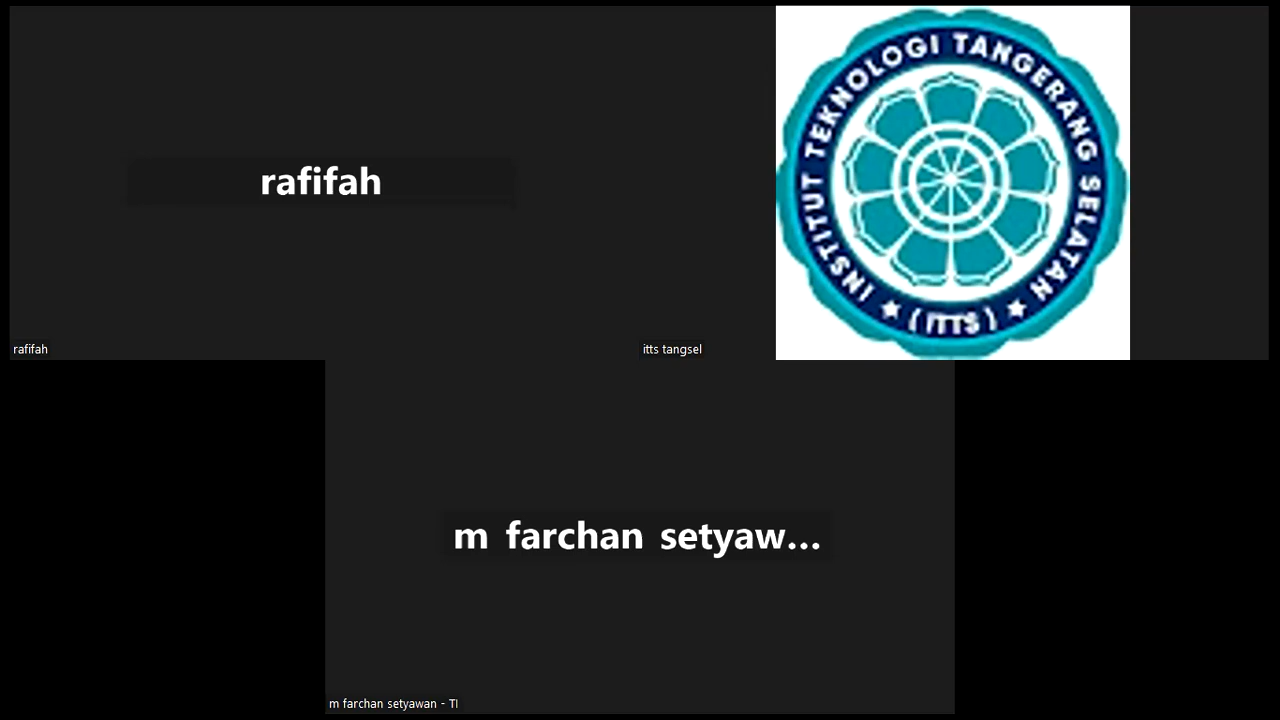 rafifah
rafifah
INSTITUT TEKNOLOGI TANGERANG SELATAN
( ITTS )
itts tangsel
m farchan setyaw...
m farchan setyawan - TI